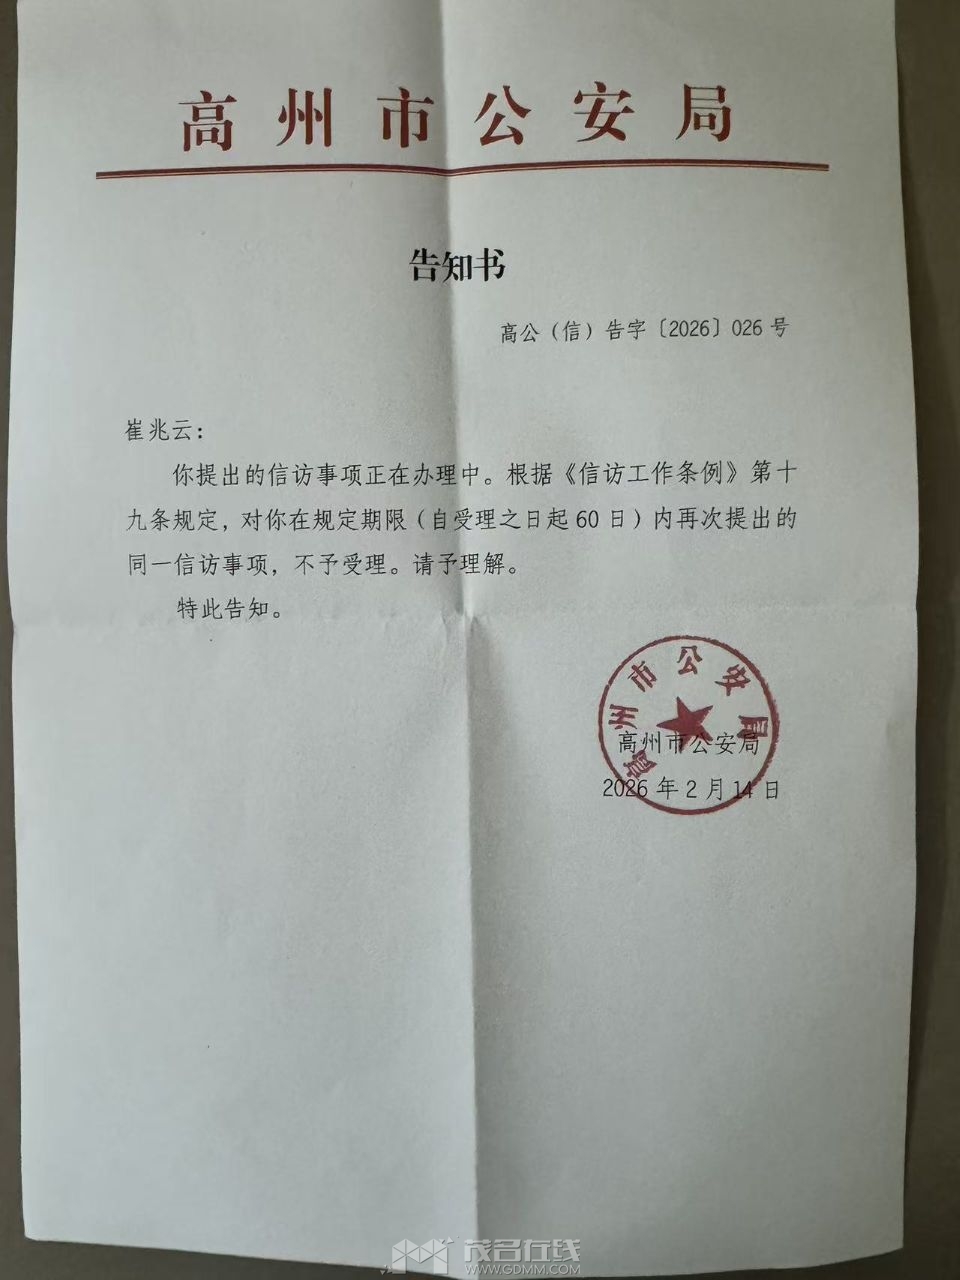 高州市公安局
告知书
高公（信）告字〔2026〕026号
崔兆云：
你提出的信访事项正在办理中。根据《信访工作条例》第十
九条规定，对你在规定期限（自受理之日起60日）内再次提出的
同一信访事项，不予受理。请予理解。
特此告知。
高州市公安局
高州市公安局
2026年2月14日
茂名在线
WWW.GDMM.COM